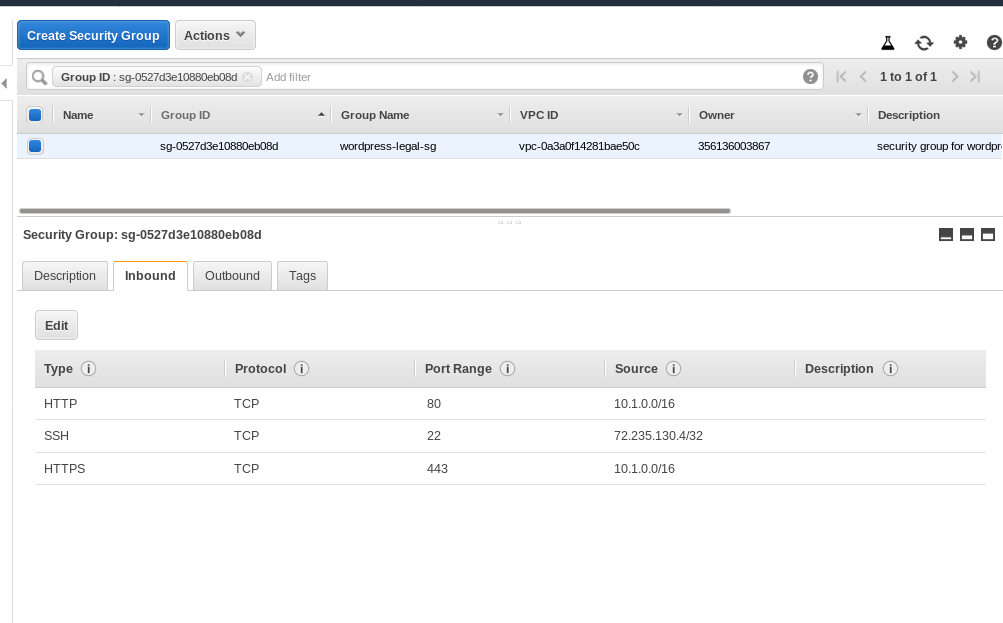 Create Security Group Actions
Group ID : sg-0527d3e10880eb08d Add filter 1 to 1 of 1
Name Group ID Group Name VPC ID Owner Description
sg-0527d3e10880eb08d wordpress-legal-sg vpc-0a3a0f14281bae50c 356136003867 security group for wordpr
Security Group: sg-0527d3e10880eb08d
Description Inbound Outbound Tags
Edit
Type Protocol Port Range Source Description
HTTP TCP 80 10.1.0.0/16
SSH TCP 22 72.235.130.4/32
HTTPS TCP 443 10.1.0.0/16